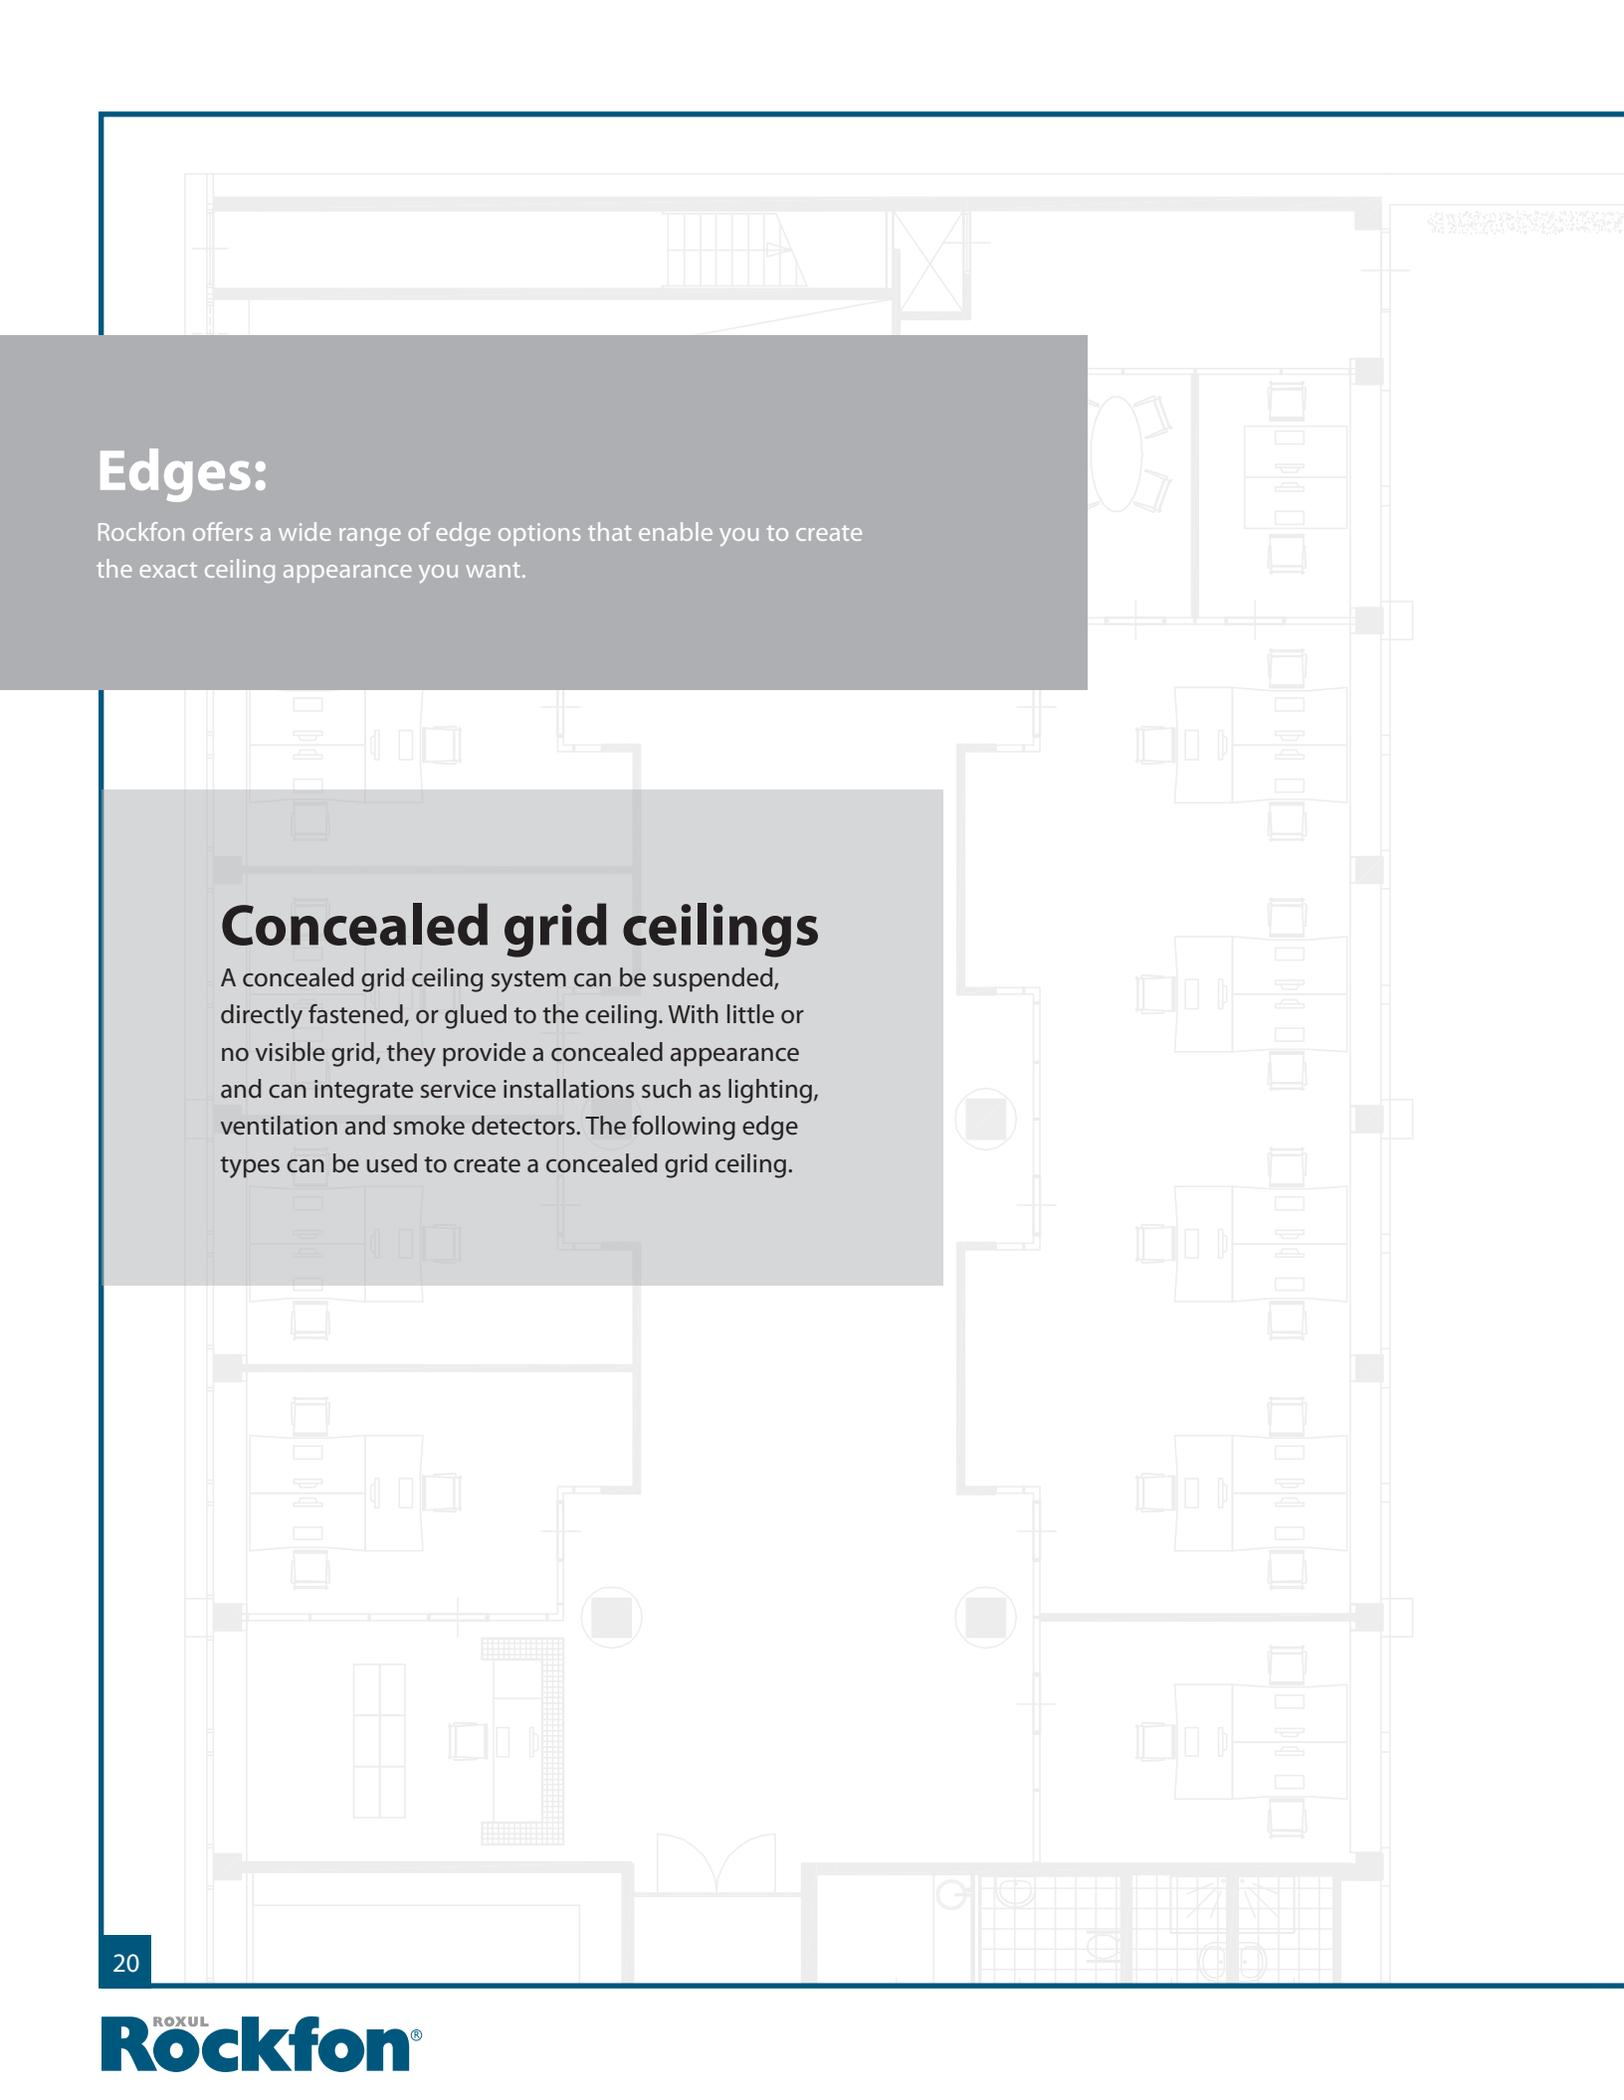 Edges:
Rockfon offers a wide range of edge options that enable you to create
the exact ceiling appearance you want.
Concealed grid ceilings
A concealed grid ceiling system can be suspended,
directly fastened, or glued to the ceiling. With little or
no visible grid, they provide a concealed appearance
and can integrate service installations such as lighting,
ventilation and smoke detectors. The following edge
types can be used to create a concealed grid ceiling.
20
ROXUL
Rockfon®